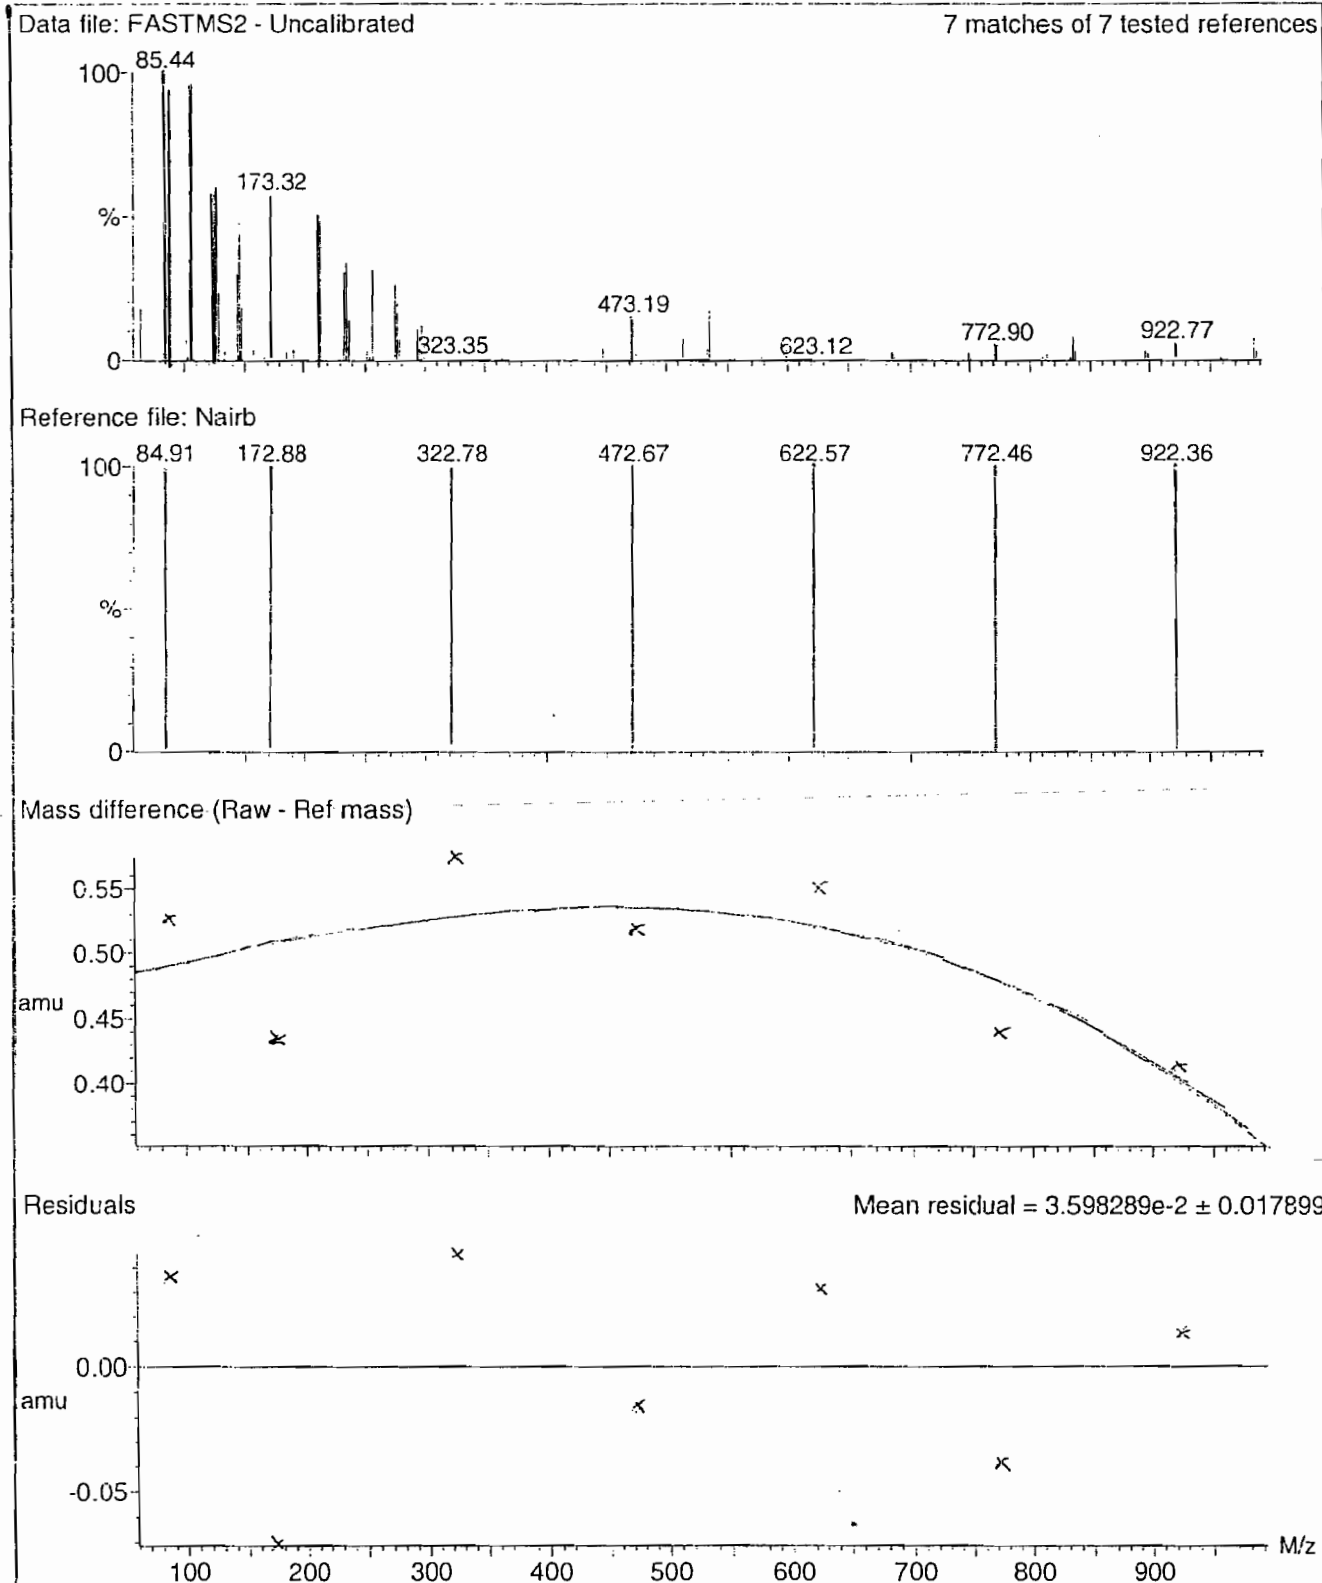 Data file: FASTMS2 - Uncalibrated 7 matches of 7 tested references
100 85.44
173.32
%
473.19
323.35 623.12 772.90 922.77
0
Reference file: Nairb
84.91 172.88 322.78 472.67 622.57 772.46 922.36
100
%
0
Mass difference (Raw - Ref mass)
0.55
0.50
amu
0.45
0.40
Residuals Mean residual = 3.598289e-2 ± 0.017899
0.00
amu
-0.05
M/z
100 200 300 400 500 600 700 800 900